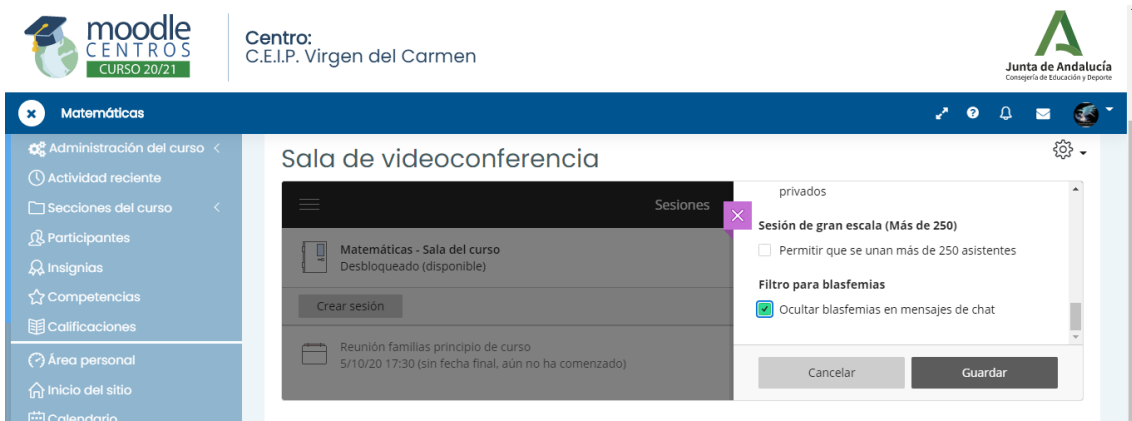 moodle
CENTROS
CURSO 20/21
Centro:
C.E.I.P. Virgen del Carmen
Junta de Andalucía
Consejería de Educación y Deporte
Matemáticas
Administración del curso
Actividad reciente
Secciones del curso
Participantes
Insignias
Competencias
Calificaciones
Área personal
Inicio del sitio
Calendario
Sala de videoconferencia
Sesiones
Matemáticas - Sala del curso
Desbloqueado (disponible)
Crear sesión
Reunión familias principio de curso
5/10/20 17:30 (sin fecha final, aún no ha comenzado)
privados
Sesión de gran escala (Más de 250)
Permitir que se unan más de 250 asistentes
Filtro para blasfemias
Ocultar blasfemias en mensajes de chat
Cancelar
Guardar